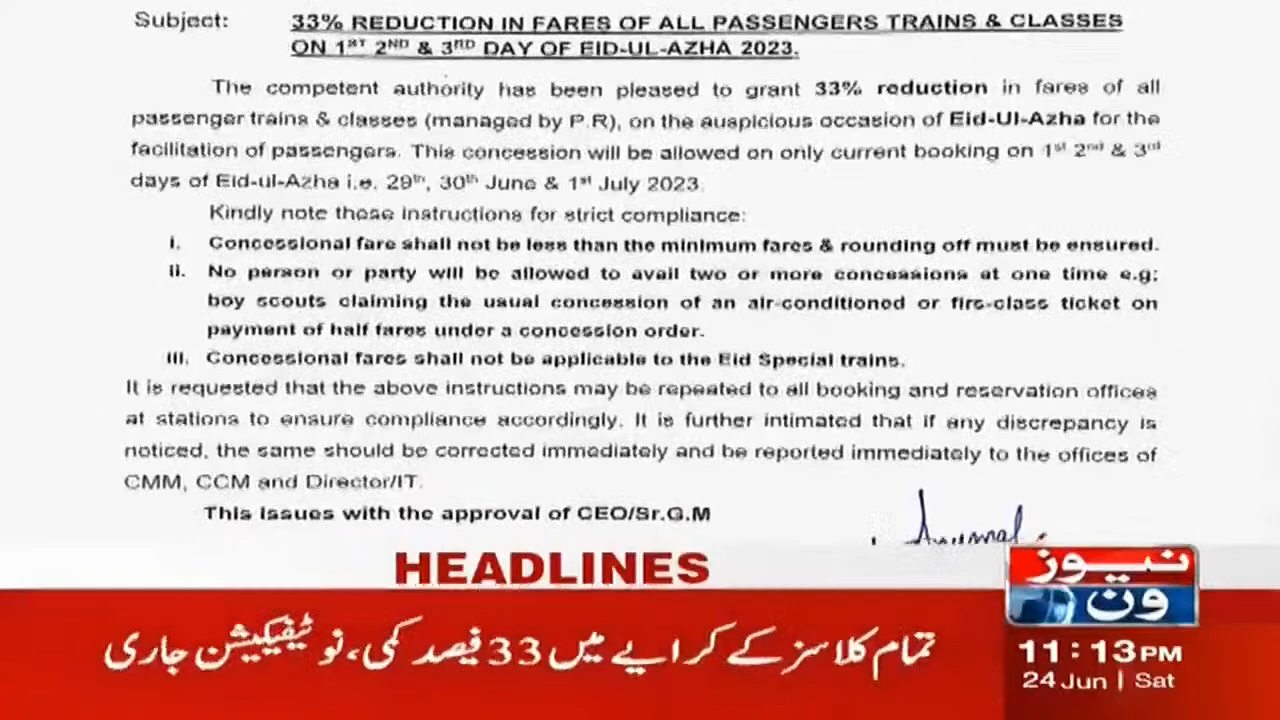 Subject: 33% REDUCTION IN FARES OF ALL PASSENGERS TRAINS & CLASSES
ON 1ST 2ND & 3RD DAY OF EID-UL-AZHA 2023.
The competent authority has been pleased to grant 33% reduction in fares of all
passenger trains & classes (managed by P.R), on the auspicious occasion of Eid-Ul-Azha for the
facilitation of passengers. This concession will be allowed on only current booking on 1st 2nd & 3rd
days of Eid-ul-Azha i.e. 29th, 30th June & 1st July 2023.
Kindly note these instructions for strict compliance:
i. Concessional fare shall not be less than the minimum fares & rounding off must be ensured.
ii. No person or party will be allowed to avail two or more concessions at one time e.g;
boy scouts claiming the usual concession of an air-conditioned or firs-class ticket on
payment of half fares under a concession order.
iii. Concessional fares shall not be applicable to the Eid Special trains.
It is requested that the above instructions may be repeated to all booking and reservation offices
at stations to ensure compliance accordingly. It is further intimated that if any discrepancy is
noticed, the same should be corrected immediately and be reported immediately to the offices of
CMM, CCM and Director/IT.
This issues with the approval of CEO/Sr.G.M
HEADLINES
نیوز
ون
تمام کلاسز کے کرایے میں 33 فیصد کمی، نوٹیفکیشن جاری
11:13PM
24 Jun | Sat